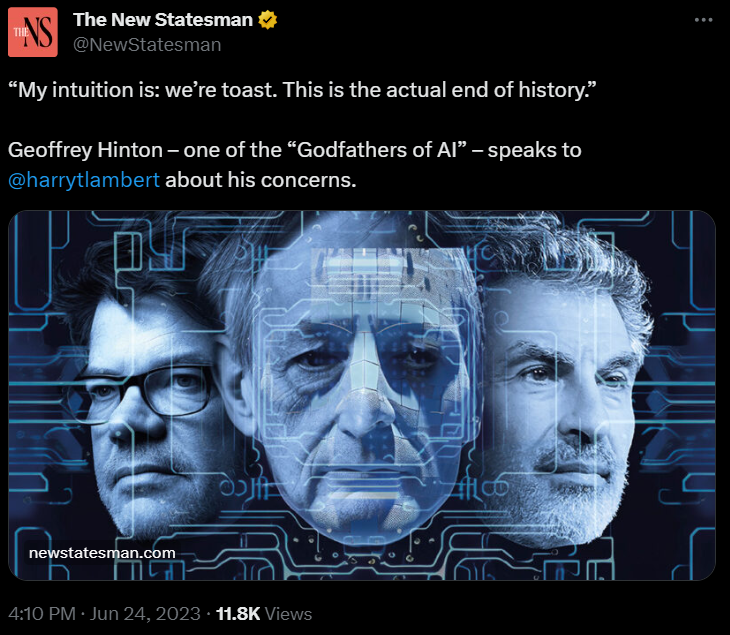 THE NS
The New Statesman
@NewStatesman
“My intuition is: we’re toast. This is the actual end of history.”
Geoffrey Hinton – one of the “Godfathers of AI” – speaks to
@harrytlambert about his concerns.
newstatesman.com
4:10 PM · Jun 24, 2023 · 11.8K Views